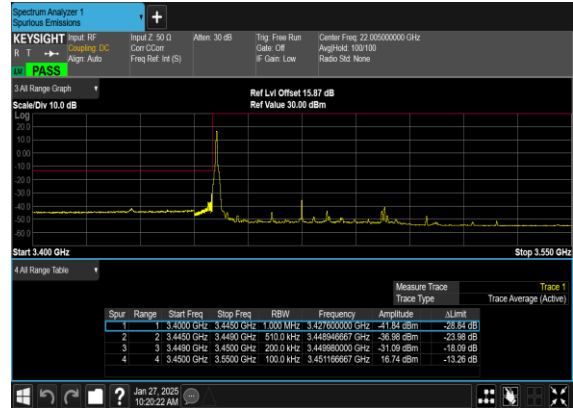 Spectrum Analyzer 1
Spurious Emissions
+
KEYSIGHT Input: RF Input Z: 50 Ω Atten: 30 dB Trig: Free Run Center Freq: 22.005000000 GHz
R T Coupling: DC Corr CCorr Gate: Off Avg|Hold: 100/100
Align: Auto Freq Ref: Int (S) IF Gain: Low Radio Std: None
PASS
3 All Range Graph Ref Lvl Offset 15.87 dB
Scale/Div 10.0 dB Ref Value 30.00 dBm
Log
20.0
10.0
0.00
-10.0
-20.0
-30.0
-40.0
-50.0
-60.0
Start 3.400 GHz Stop 3.550 GHz
4 All Range Table
Measure Trace Trace 1
Trace Type Trace Average (Active)
Spur Range Start Freq Stop Freq RBW Frequency Amplitude ΔLimit
1 1 3.4000 GHz 3.4450 GHz 1.000 MHz 3.427600000 GHz -41.84 dBm -28.84 dB
2 2 3.4450 GHz 3.4490 GHz 510.0 kHz 3.448946667 GHz -36.98 dBm -23.98 dB
3 3 3.4490 GHz 3.4500 GHz 200.0 kHz 3.449980000 GHz -31.09 dBm -18.09 dB
4 4 3.4500 GHz 3.5500 GHz 100.0 kHz 3.451166667 GHz 16.74 dBm -13.26 dB
? Jan 27, 2025
10:20:22 AM